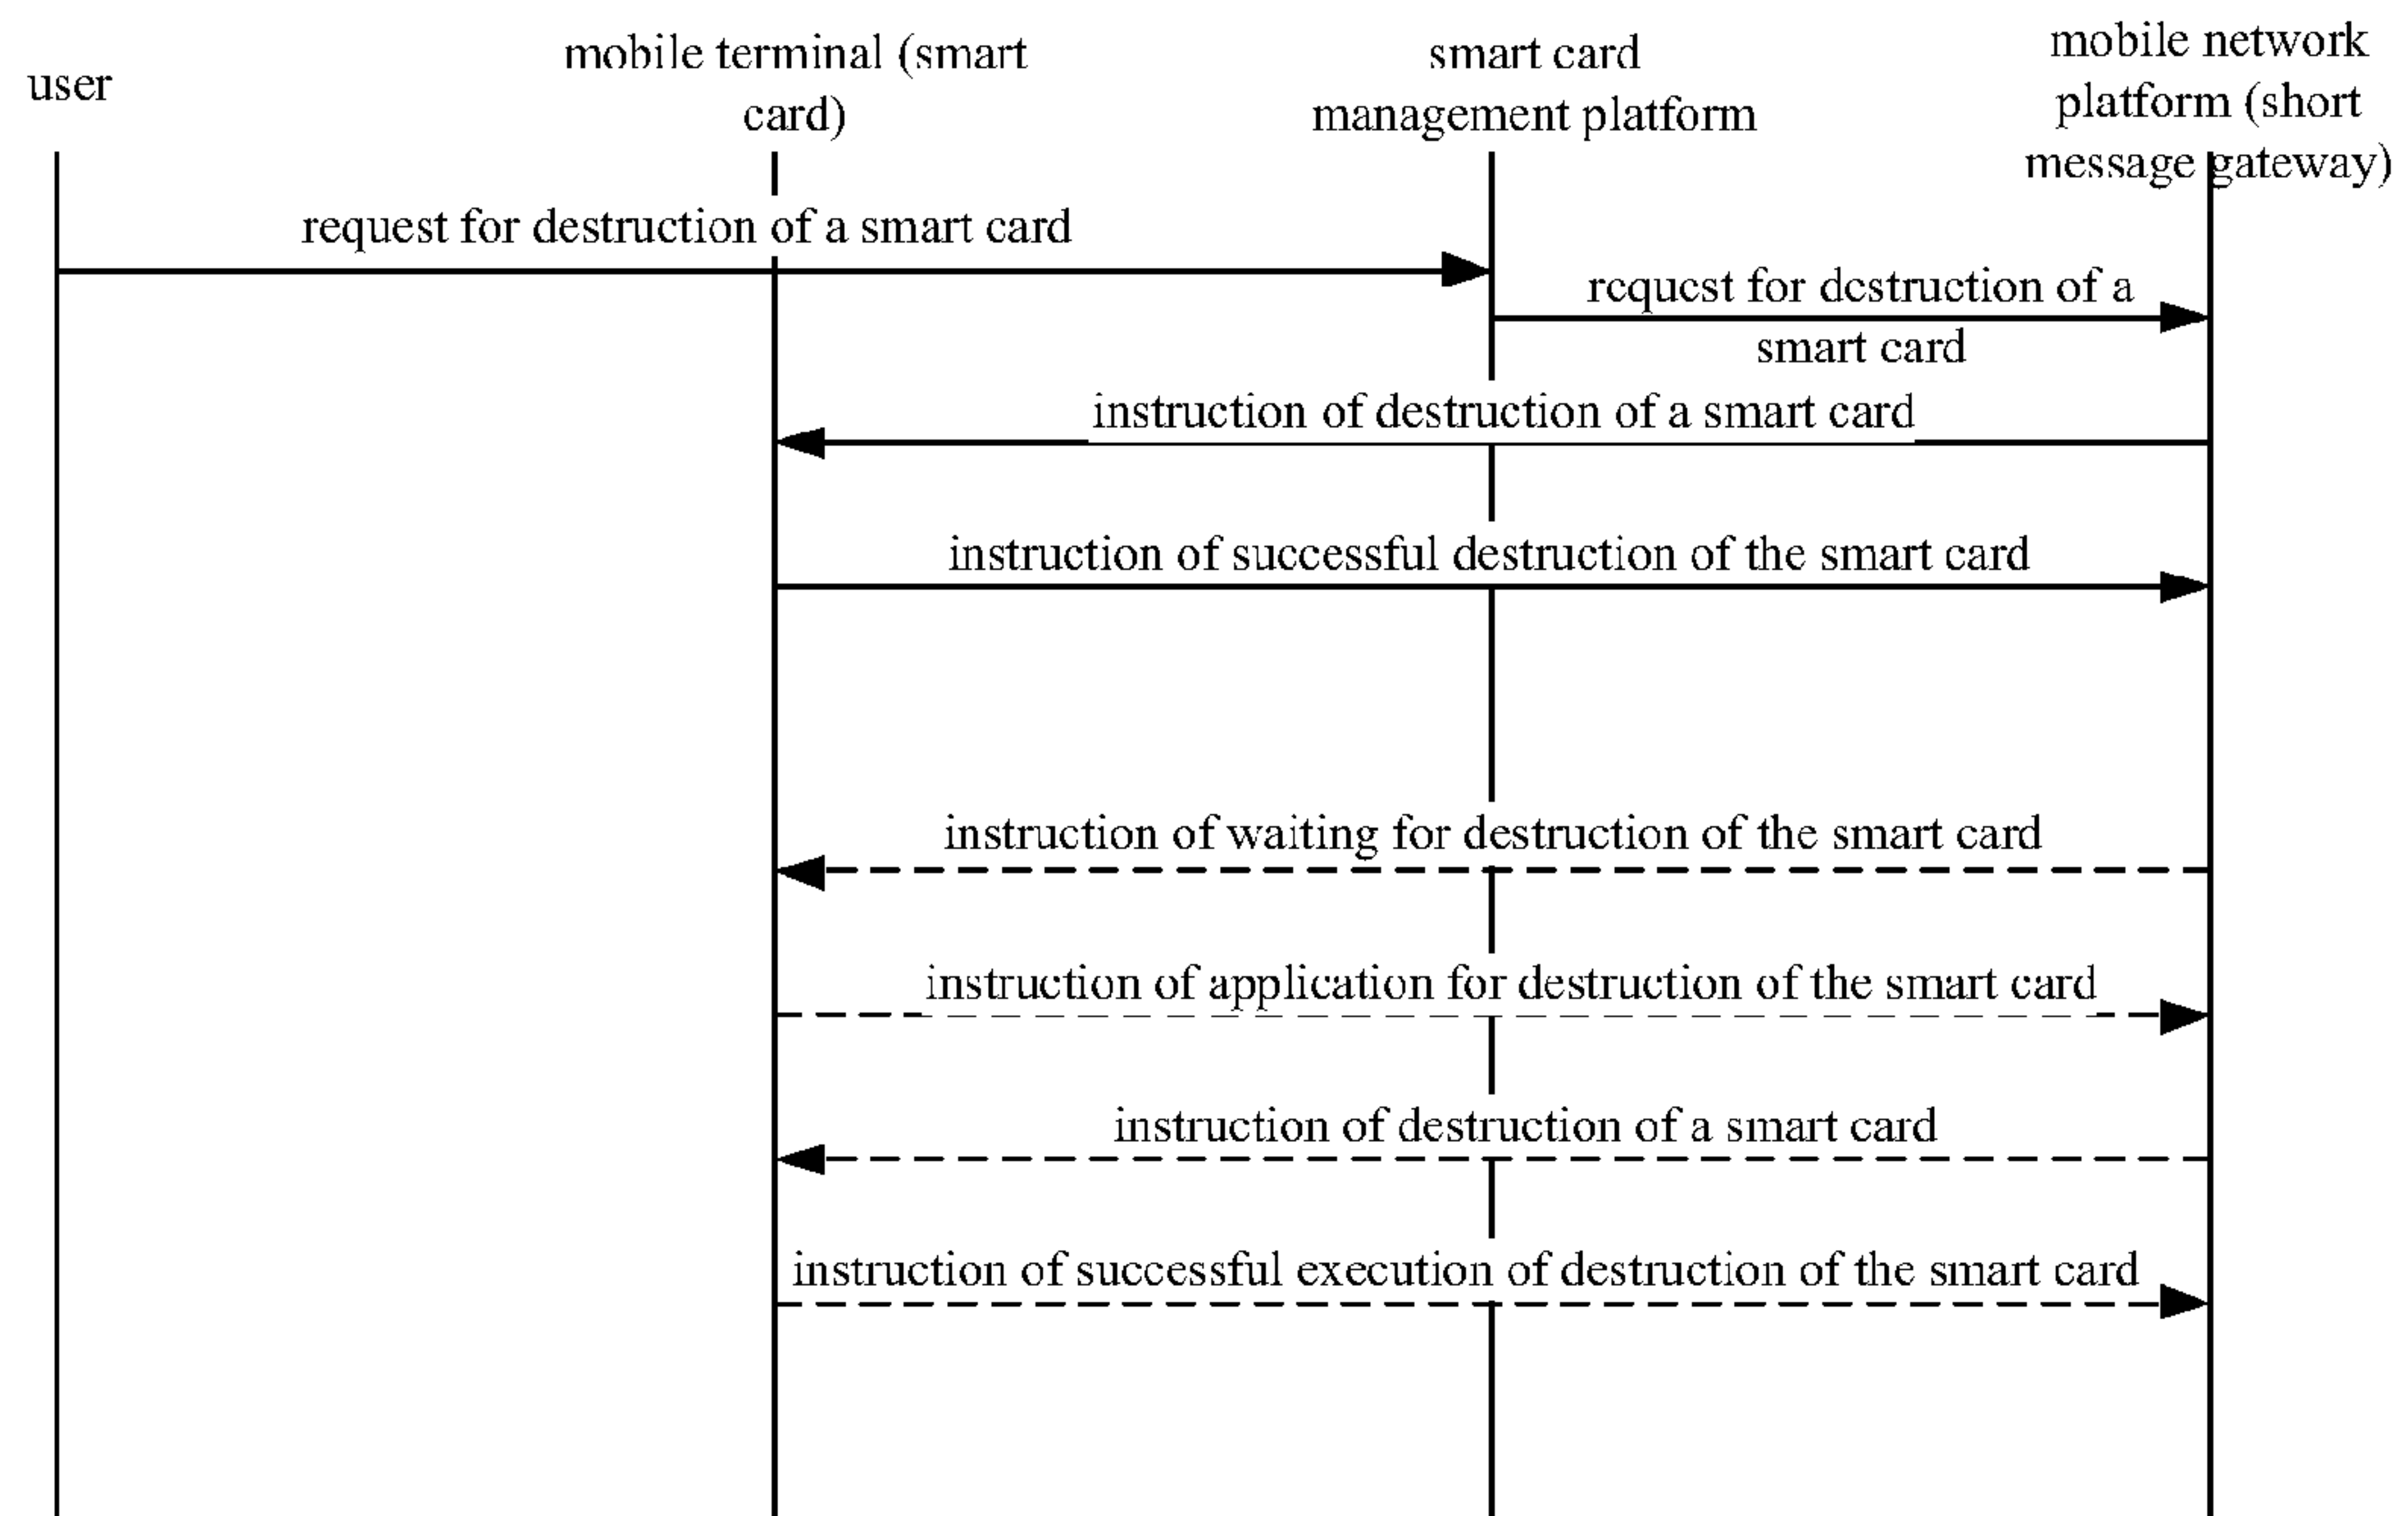 user
mobile terminal (smart
card)
smart card
management platform
mobile network
platform (short
message gateway)
request for destruction of a smart card
request for destruction of a
smart card
instruction of destruction of a smart card
instruction of successful destruction of the smart card
instruction of waiting for destruction of the smart card
instruction of application for destruction of the smart card
instruction of destruction of a smart card
instruction of successful execution of destruction of the smart card